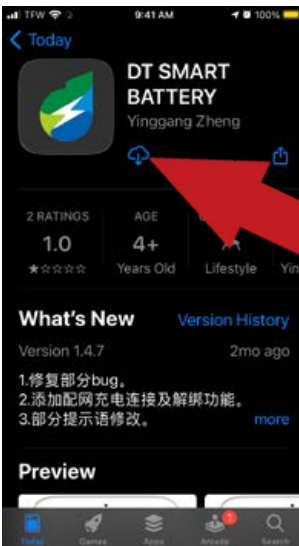 TFW 9:41 AM 100%
Today
DT SMART
BATTERY
Yinggang Zheng
2 RATINGS AGE
1.0 4+
Years Old Lifestyle Yin
What's New Version History
Version 1.4.7 2mo ago
1.修复部分bug。
2.添加配网充电连接及解绑功能。
3.部分提示语修改。 more
Preview
1
Today Games Apps Arcade Search